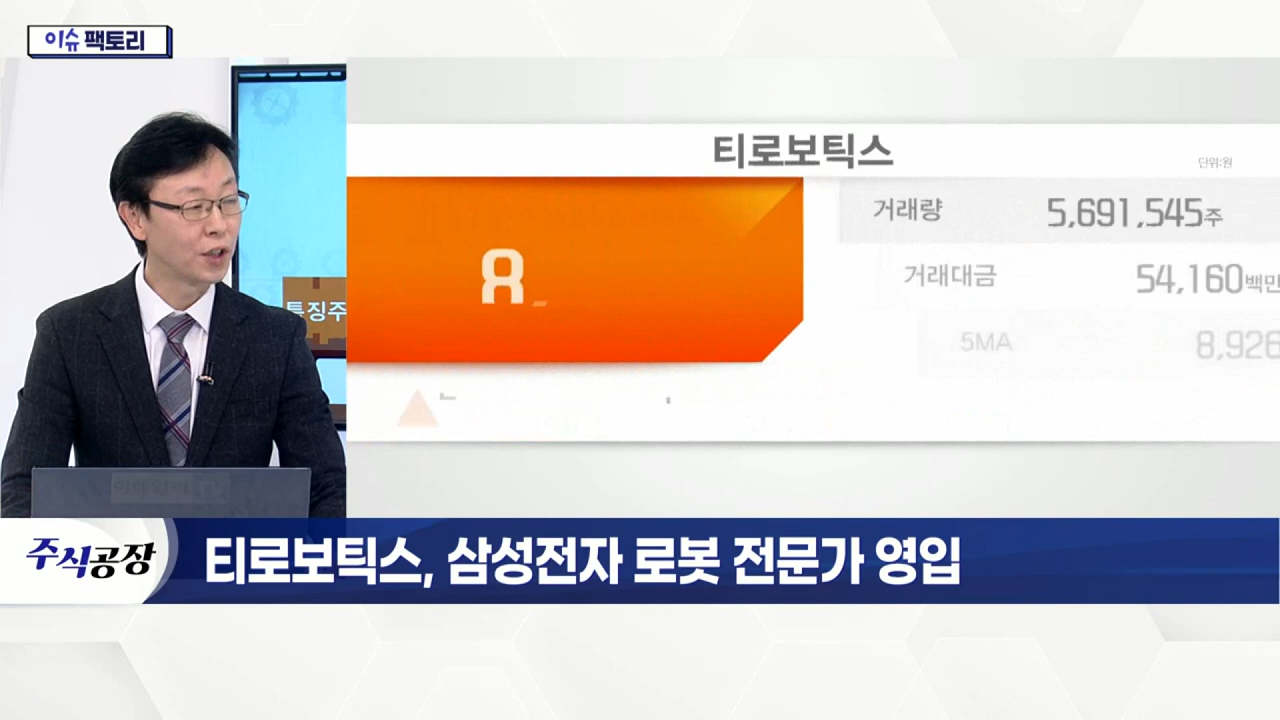 이슈 팩토리
티로보틱스
단위:원
거래량 5,691,545주
거래대금 54,160백만
5MA 8,926
특징주
주식공장
티로보틱스, 삼성전자 로봇 전문가 영입